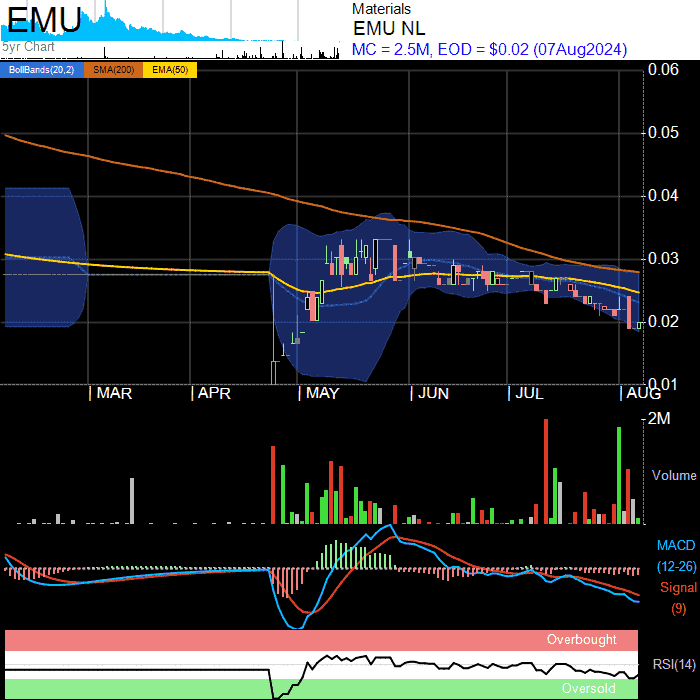 EMU
5yr Chart
Materials
EMU NL
MC = 2.5M, EOD = $0.02 (07Aug2024)
BollBands(20,2) SMA(200) EMA(50)
0.06
0.05
0.04
0.03
0.02
0.01
MAR APR MAY JUN JUL AUG
2M
Volume
MACD
(12-26)
Signal
(9)
Overbought
RSI(14)
Oversold